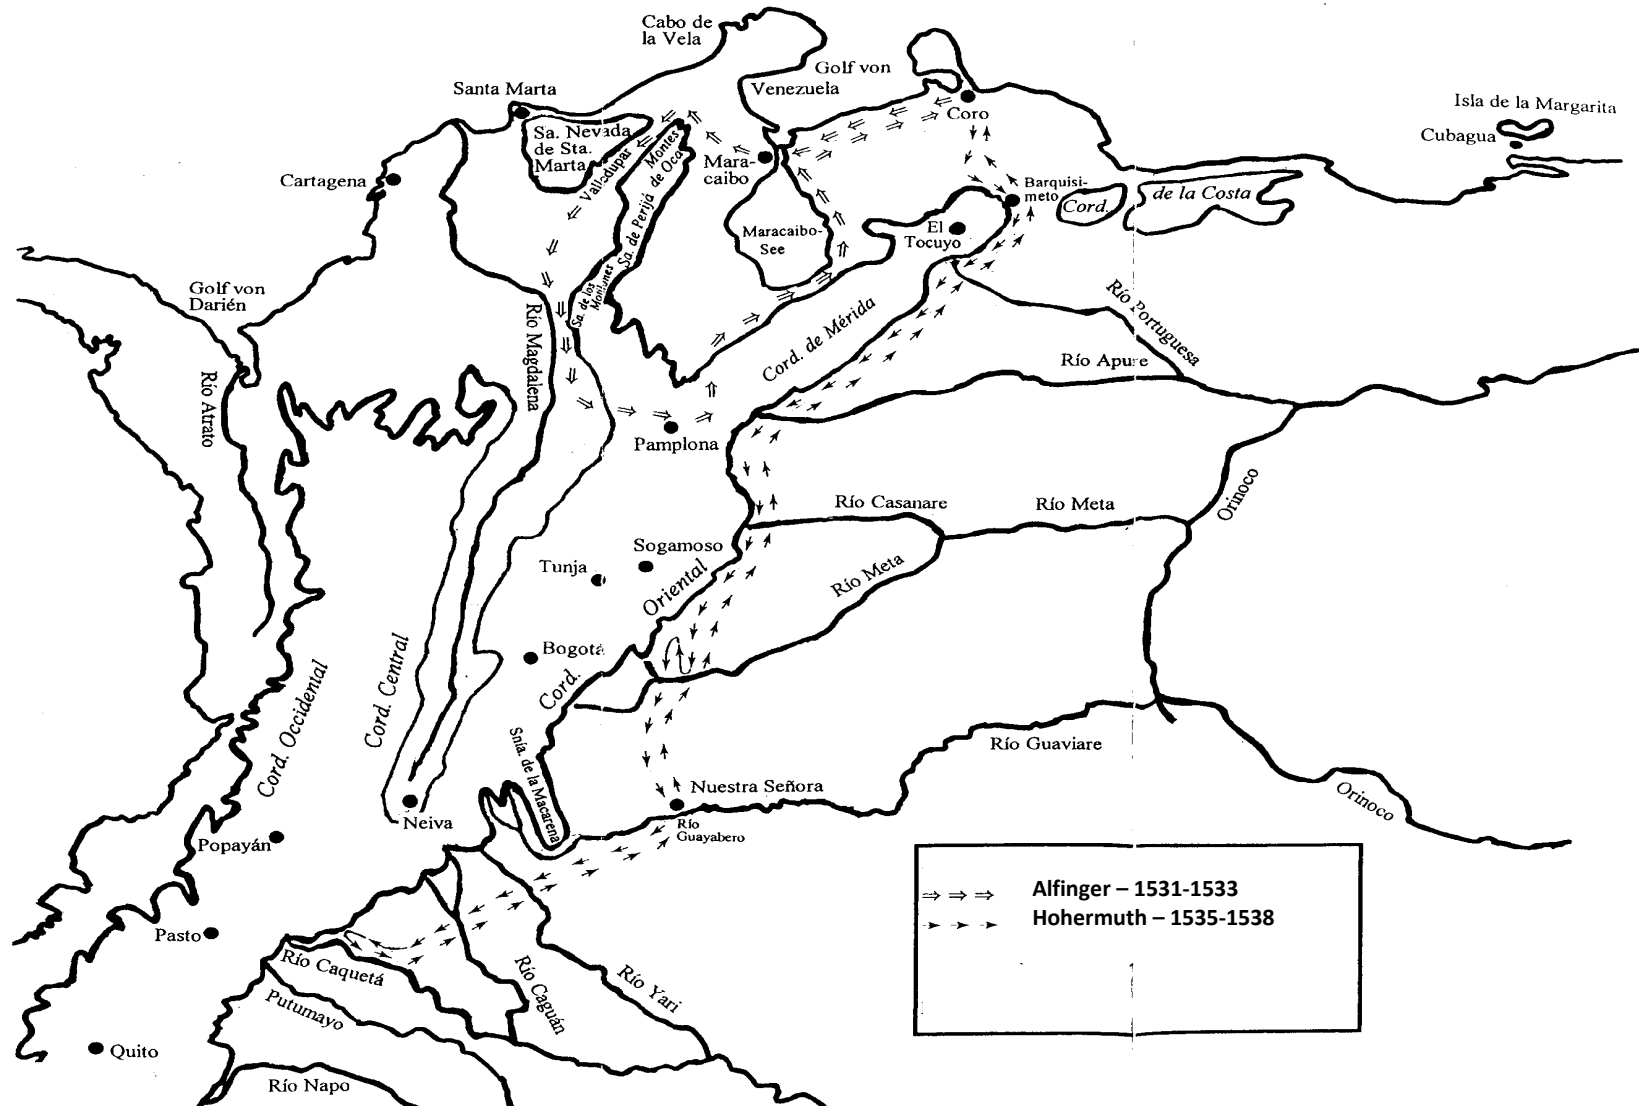 Cabo de
la Vela
Golf von
Venezuela
Santa Marta
Coro
Isla de la Margarita
Cubagua
Sa. Nevada
de Sta.
Marta
Valledupar
Montes
de Oca
Mara-
caibo
Cartagena
Barquisi-
meto
Cord.
de la Costa
Sa. de Perijá
Maracaibo-
See
El
Tocuyo
Golf von
Darién
Sa. de los
Motilones
Río Magdalena
Cord. de Mérida
Río Portuguesa
Río Apure
Río Atrato
Pamplona
Río Casanare
Río Meta
Orinoco
Sogamoso
Tunja
Oriental
Río Meta
Bogotá
Cord.
Cord. Central
Cord. Occidental
Snía. de la Macarena
Río Guaviare
Nuestra Señora
Orinoco
Río
Guayabero
Neiva
Popayán
Alfinger – 1531-1533
Hohermuth – 1535-1538
Pasto
Río Caquetá
Río Caguán
Río Yari
Putumayo
Quito
Río Napo